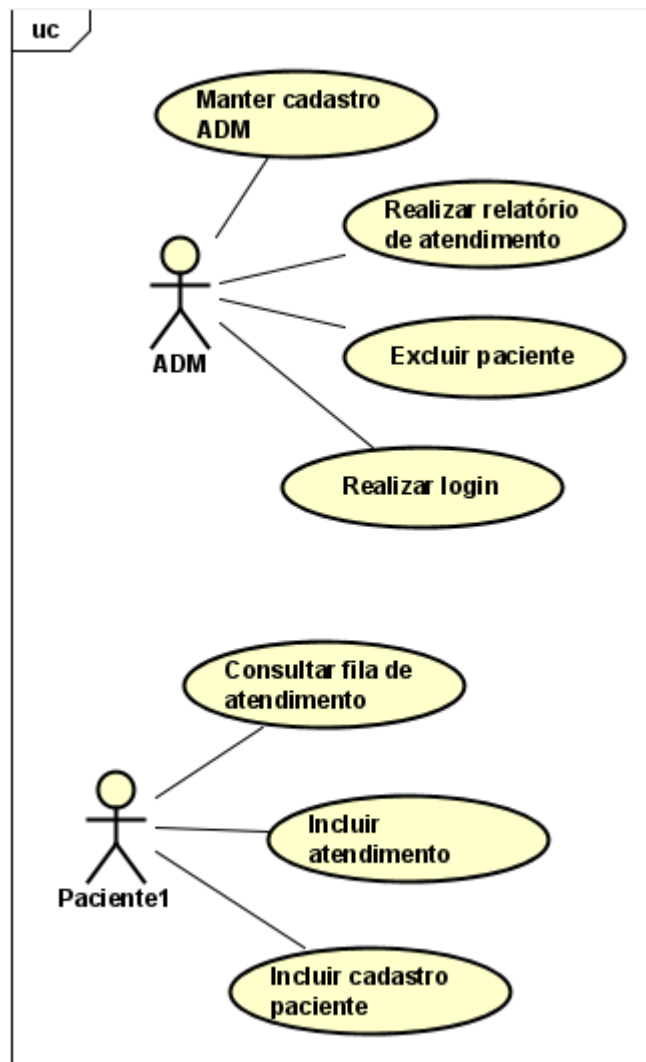 uc
Manter cadastro
ADM
Realizar relatório
de atendimento
ADM
Excluir paciente
Realizar login
Consultar fila de
atendimento
Incluir
atendimento
Paciente1
Incluir cadastro
paciente